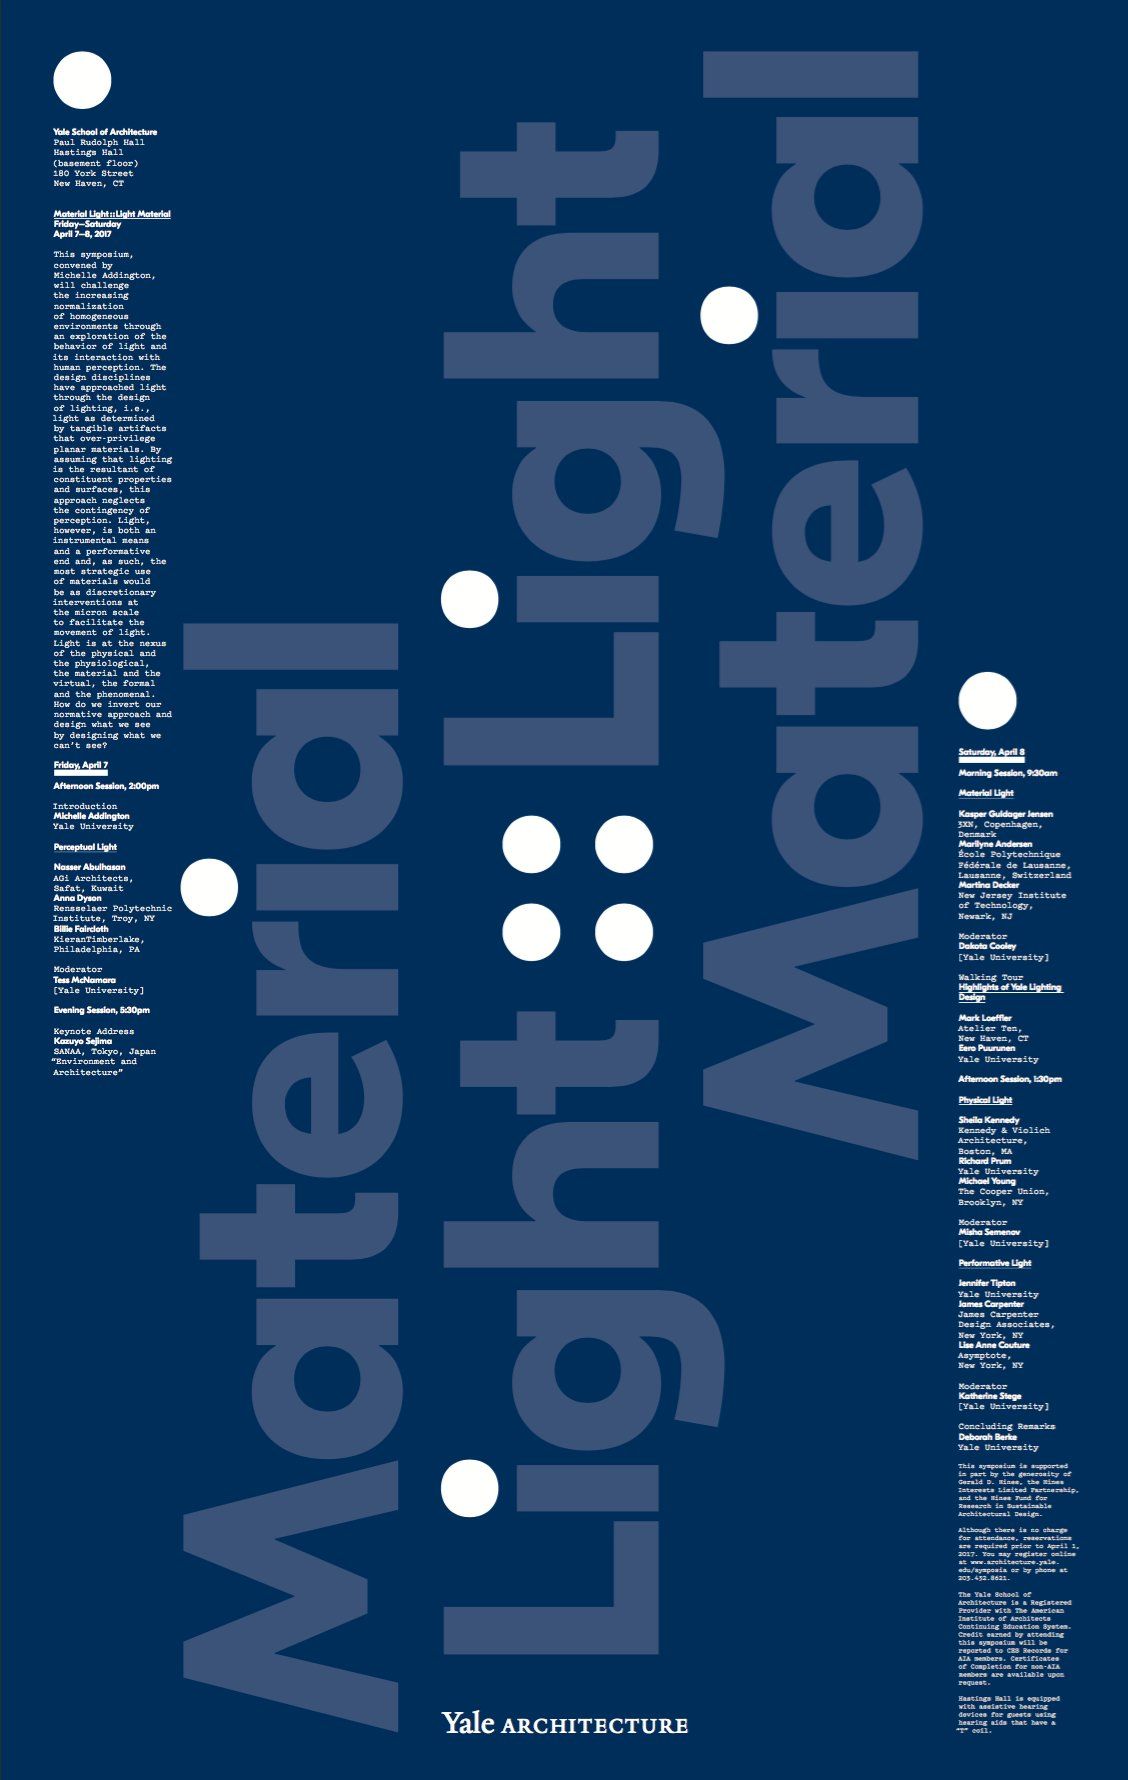 Yale School of Architecture
Paul Rudolph Hall
Hastings Hall
(basement floor)
180 York Street
New Haven, CT
Material Light::Light Material
Friday–Saturday
April 7–8, 2017
This symposium,
convened by
Michelle Addington,
will challenge
the increasing
normalization
of homogeneous
environments through
an exploration of the
behavior of light and
its interaction with
human perception. The
design disciplines
have approached light
through the design
of lighting, i.e.,
light as determined
by tangible artifacts
that over-privilege
planar materials. By
assuming that lighting
is the resultant of
constituent properties
and surfaces, this
approach neglects
the contingency of
perception. Light,
however, is both an
instrumental means
and a performative
end and, as such, the
most strategic use
of materials would
be as discretionary
interventions at
the micron scale
to facilitate the
movement of light.
Light is at the nexus
of the physical and
the physiological,
the material and the
virtual, the formal
and the phenomenal.
How do we invert our
normative approach and
design what we see
by designing what we
can't see?
Friday, April 7
Afternoon Session, 2:00pm
Introduction
Michelle Addington
Yale University
Perceptual Light
Nasser Abulhasan
AGi Architects,
Safat, Kuwait
Anna Dyson
Rensselaer Polytechnic
Institute, Troy, NY
Billie Faircloth
KieranTimberlake,
Philadelphia, PA
Moderator
Tess McNamara
[Yale University]
Evening Session, 5:30pm
Keynote Address
Kazuyo Sejima
SANAA, Tokyo, Japan
“Environment and
Architecture”
Material
Light::Light
Material
Saturday, April 8
Morning Session, 9:30am
Material Light
Kasper Guldager Jensen
3XN, Copenhagen,
Denmark
Marilyne Andersen
École Polytechnique
Fédérale de Lausanne,
Lausanne, Switzerland
Martina Decker
New Jersey Institute
of Technology,
Newark, NJ
Moderator
Dakota Cooley
[Yale University]
Walking Tour
Highlights of Yale Lighting
Design
Mark Loeffler
Atelier Ten,
New Haven, CT
Eero Puurunen
Yale University
Afternoon Session, 1:30pm
Physical Light
Sheila Kennedy
Kennedy & Violich
Architecture,
Boston, MA
Richard Prum
Yale University
Michael Young
The Cooper Union,
Brooklyn, NY
Moderator
Misha Semenov
[Yale University]
Performative Light
Jennifer Tipton
Yale University
James Carpenter
James Carpenter
Design Associates,
New York, NY
Lise Anne Couture
Asymptote,
New York, NY
Moderator
Katherine Stege
[Yale University]
Concluding Remarks
Deborah Berke
Yale University
This symposium is supported
in part by the generosity of
Gerald D. Hines, the Hines
Interests Limited Partnership,
and the Hines Fund for
Research in Sustainable
Architectural Design.
Although there is no charge
for attendance, reservations
are required prior to April 1,
2017. You may register online
at www.architecture.yale.
edu/symposia or by phone at
203.432.8621.
The Yale School of
Architecture is a Registered
Provider with The American
Institute of Architects
Continuing Education System.
Credit earned by attending
this symposium will be
reported to CES Records for
AIA members. Certificates
of Completion for non-AIA
members are available upon
request.
Hastings Hall is equipped
with assistive hearing
devices for guests using
hearing aids that have a
“T” coil.
Yale ARCHITECTURE